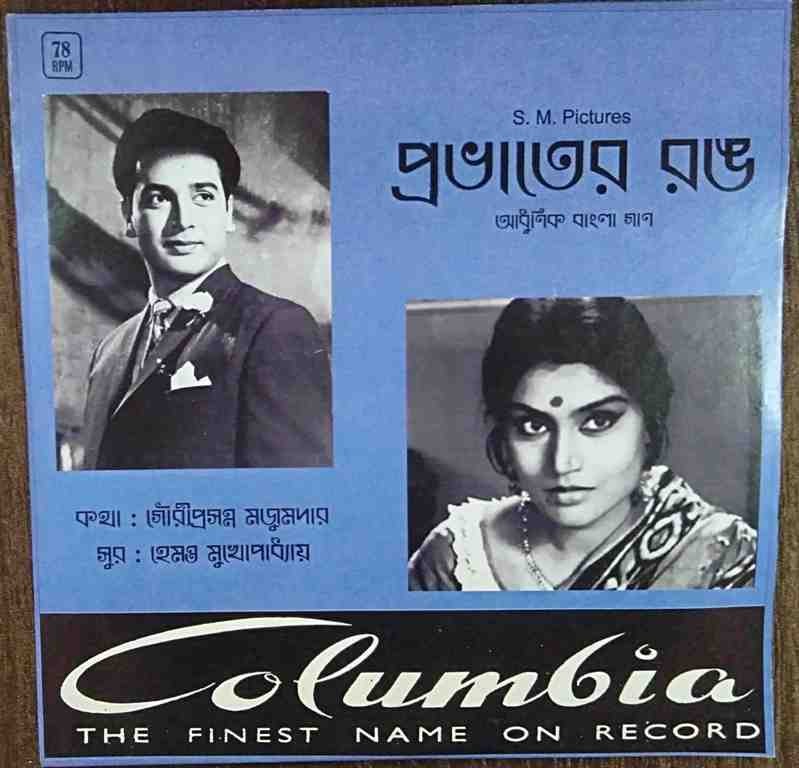 78
RPM
S. M. Pictures
প্রভাতের রঙে
আধুনিক বাংলা গান
কথা : গৌরীপ্রসন্ন মজুমদার
সুর : হেমন্ত মুখোপাধ্যায়
Columbia
THE FINEST NAME ON RECORD